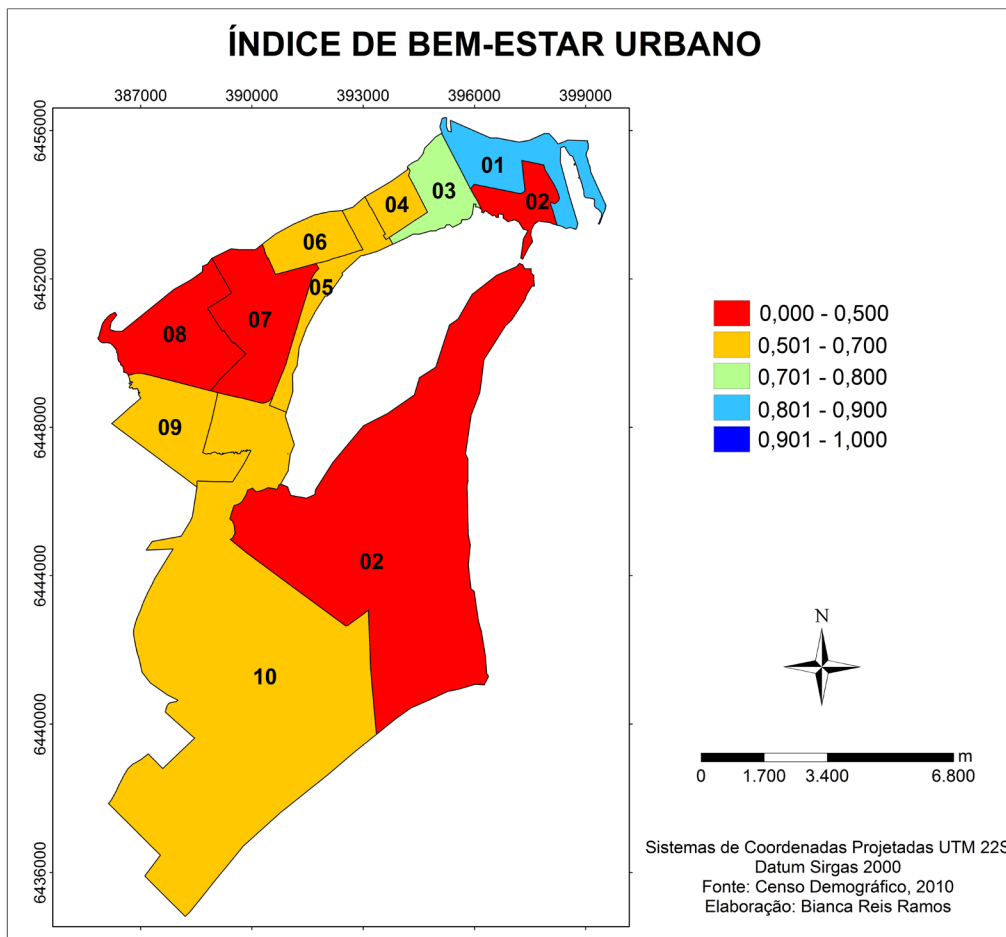 ÍNDICE DE BEM-ESTAR URBANO
387000 390000 393000 396000 399000
6456000
6452000
6448000
6444000
6440000
6436000
01
02
03
04
06
05
07
08
09
02
10
0,000 - 0,500
0,501 - 0,700
0,701 - 0,800
0,801 - 0,900
0,901 - 1,000
N
m
0 1.700 3.400 6.800
Sistemas de Coordenadas Projetadas UTM 22S
Datum Sirgas 2000
Fonte: Censo Demográfico, 2010
Elaboração: Bianca Reis Ramos